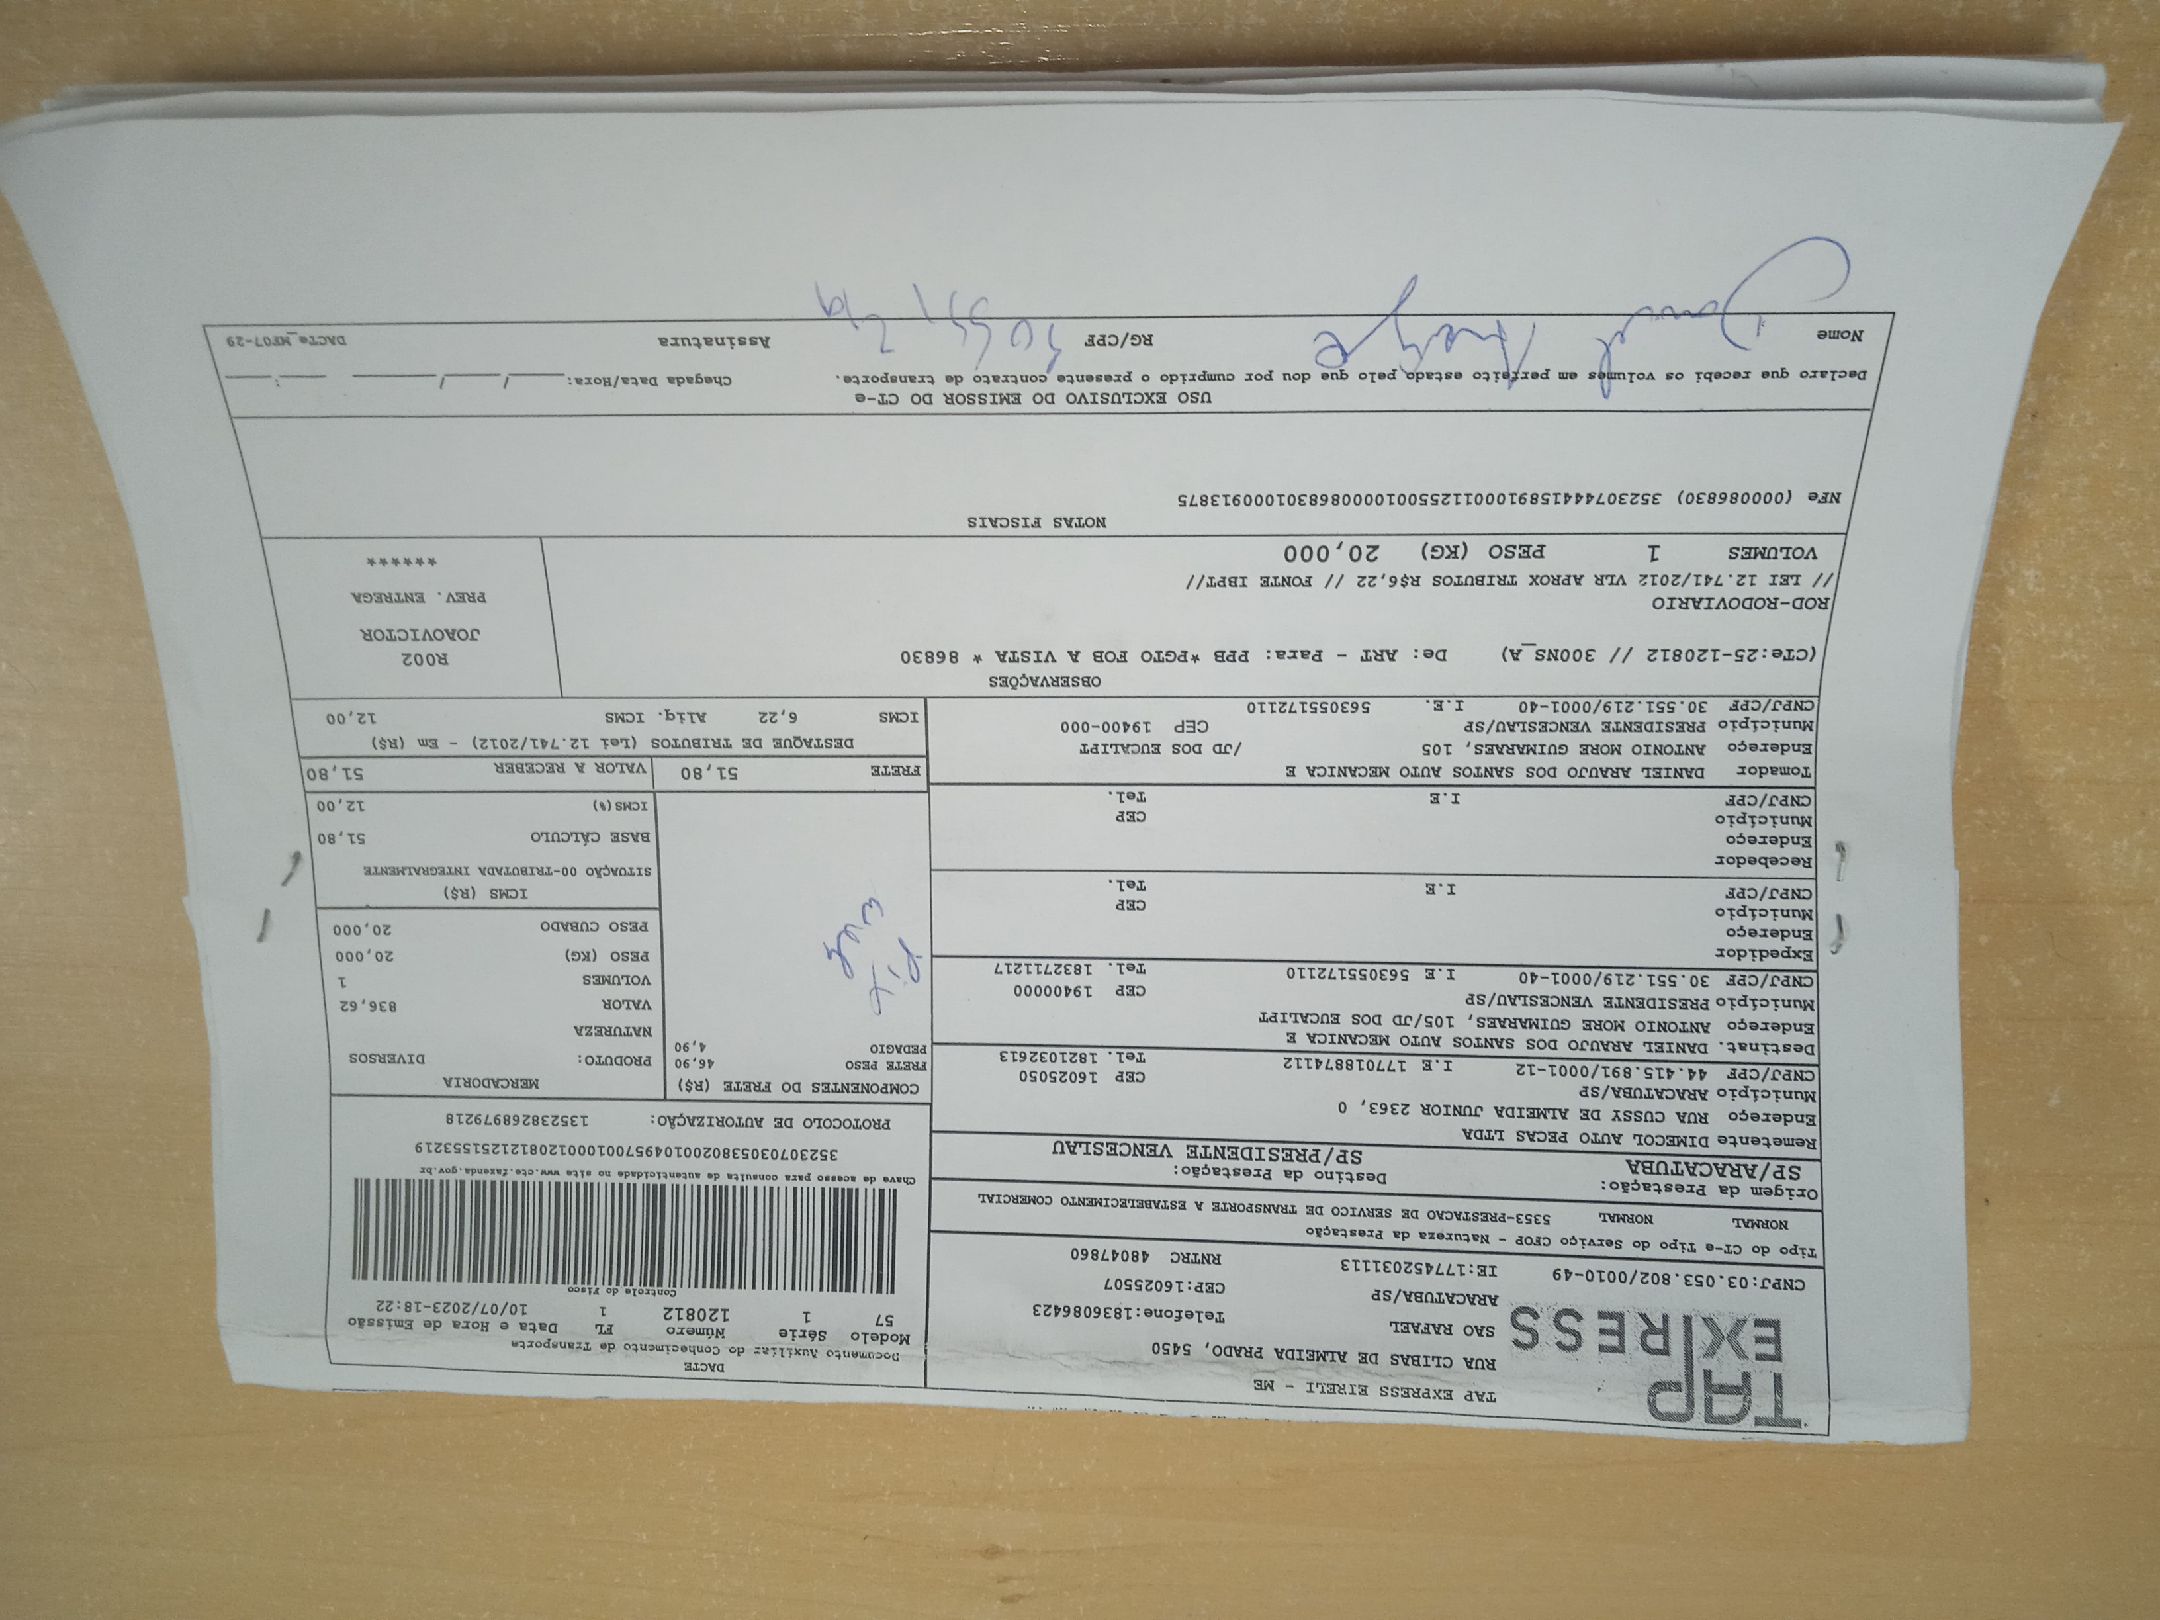 TAP
EXPRESS
TAP EXPRESS EIRELI - ME
RUA CLIBAS DE ALMEIDA PRADO, 5450
SAO RAFAEL Telefone:1836086423
ARACATUBA/SP CEP:16025507
CNPJ:03.053.802/0010-49 IE:177452031113 RNTRC 48047860
DACTE
Documento Auxiliar do Conhecimento de Transporte
Modelo Série Número FL Data e Hora de Emissão
57 1 120812 1 10/07/2023-18:22
Controle do Fisco
Chave de acesso para consulta de autenticidade no site www.cte.fazenda.gov.br
PROTOCOLO DE AUTORIZAÇÃO: 135238268979218
Tipo do CT-e Tipo do Serviço CFOP - Natureza da Prestação
NORMAL NORMAL 5353-PRESTACAO DE SERVICO DE TRANSPORTE A ESTABELECIMENTO COMERCIAL
Origem da Prestação: Destino da Prestação:
SP/ARACATUBA SP/PRESIDENTE VENCESLAU
Remetente DIMECOL AUTO PECAS LTDA
Endereço RUA CUSSY DE ALMEIDA JUNIOR 2363, 0
Município ARACATUBA/SP CEP 16025050
CNPJ/CPF 44.415.891/0001-12 I.E 177018874112 Tel. 1821032613
Destinat. DANIEL ARAUJO DOS SANTOS AUTO MECANICA E
Endereço ANTONIO MORE GUIMARAES, 105/JD DOS EUCALIPT
Município PRESIDENTE VENCESLAU/SP CEP 19400000
CNPJ/CPF 30.551.219/0001-40 I.E 563055172110 Tel. 1832711217
Expedidor
Endereço
Município CEP
CNPJ/CPF I.E Tel.
Recebedor
Endereço
Município CEP
CNPJ/CPF I.E Tel.
Tomador DANIEL ARAUJO DOS SANTOS AUTO MECANICA E
Endereço ANTONIO MORE GUIMARAES, 105 /JD DOS EUCALIPT
Município PRESIDENTE VENCESLAU/SP CEP 19400-000
CNPJ/CPF 30.551.219/0001-40 I.E. 563055172110
COMPONENTES DO FRETE (R$)
FRETE PESO 46,90
PEDAGIO 4,90
MERCADORIA
PRODUTO: DIVERSOS
NATUREZA
VALOR 836,62
VOLUMES 1
PESO (KG) 20,000
PESO CUBADO 20,000
ICMS (R$)
SITUAÇÃO 00-TRIBUTADA INTEGRALMENTE
BASE CÁLCULO 51,80
ICMS(%) 12,00
FRETE 51,80 VALOR A RECEBER 51,80
DESTAQUE DE TRIBUTOS (Lei 12.741/2012) - Em (R$)
ICMS 6,22 Aliq. ICMS 12,00
OBSERVAÇÕES
(CTe:25-120812 // 300NS_A) De: ART - Para: PPB *PGTO FOB A VISTA * 86830
ROD-RODOVIARIO
// LEI 12.741/2012 VLR APROX TRIBUTOS R$6,22 // FONTE IBPT//
VOLUMES 1 PESO (KG) 20,000
R002
JOAOVICTOR
PREV. ENTREGA
******
NOTAS FISCAIS
NFe (000086830) 35230744415891000112550010000868301000913875
USO EXCLUSIVO DO EMISSOR DO CT-e
Declaro que recebi os volumes em perfeito estado pelo que dou por cumprido o presente contrato de transporte. Chegada Data/Hora:____/____/____ ____:____
Nome RG/CPF Assinatura DACTe_MF07-29
Daniel